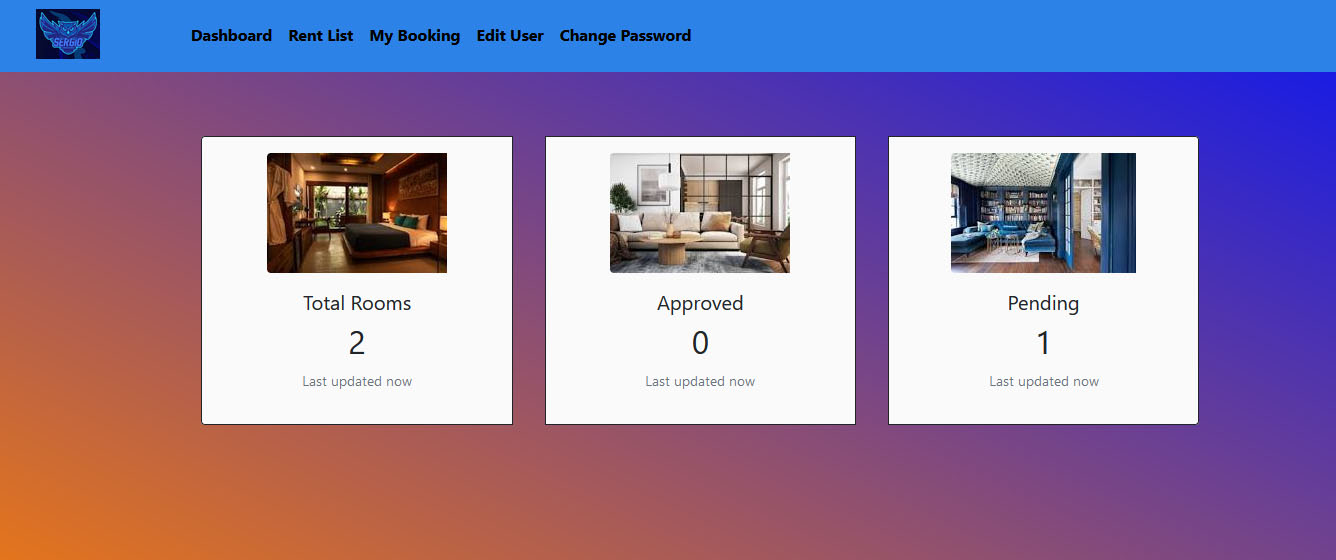 SERGIO
Dashboard Rent List My Booking Edit User Change Password
Total Rooms
2
Last updated now
Approved
0
Last updated now
Pending
1
Last updated now